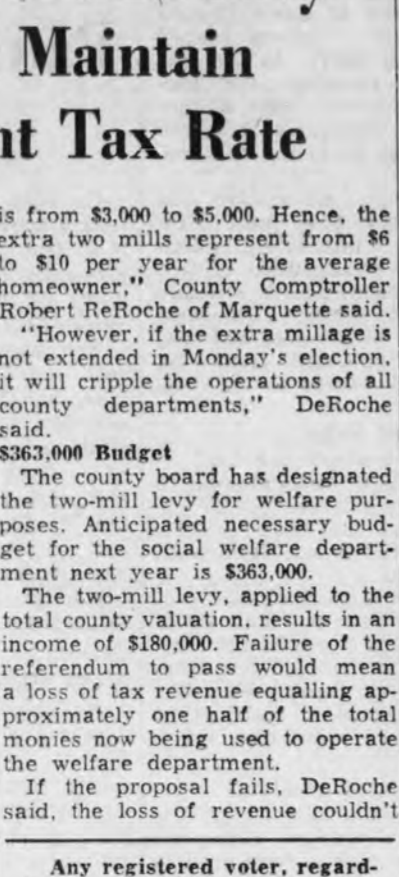 Maintain
nt Tax Rate
is from $3,000 to $5,000. Hence, the
extra two mills represent from $6
to $10 per year for the average
homeowner," County Comptroller
Robert ReRoche of Marquette said.
"However, if the extra millage is
not extended in Monday's election,
it will cripple the operations of all
county departments," DeRoche
said.
$363,000 Budget
The county board has designated
the two-mill levy for welfare pur-
poses. Anticipated necessary bud-
get for the social welfare depart-
ment next year is $363,000.
The two-mill levy, applied to the
total county valuation, results in an
income of $180,000. Failure of the
referendum to pass would mean
a loss of tax revenue equalling ap-
proximately one half of the total
monies now being used to operate
the welfare department.
If the proposal fails, DeRoche
said, the loss of revenue couldn't
Any registered voter, regard-